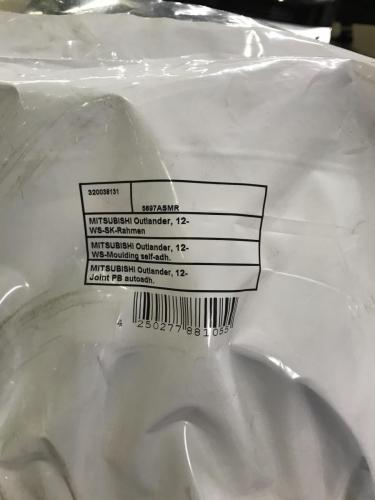 320038131
5697ASMR
MITSUBISHI Outlander, 12-
WS-SK-Rahmen
MITSUBISHI Outlander, 12-
WS-Moulding self-adh.
MITSUBISHI Outlander, 12-
Joint PB autoadh.
4 250277 881055